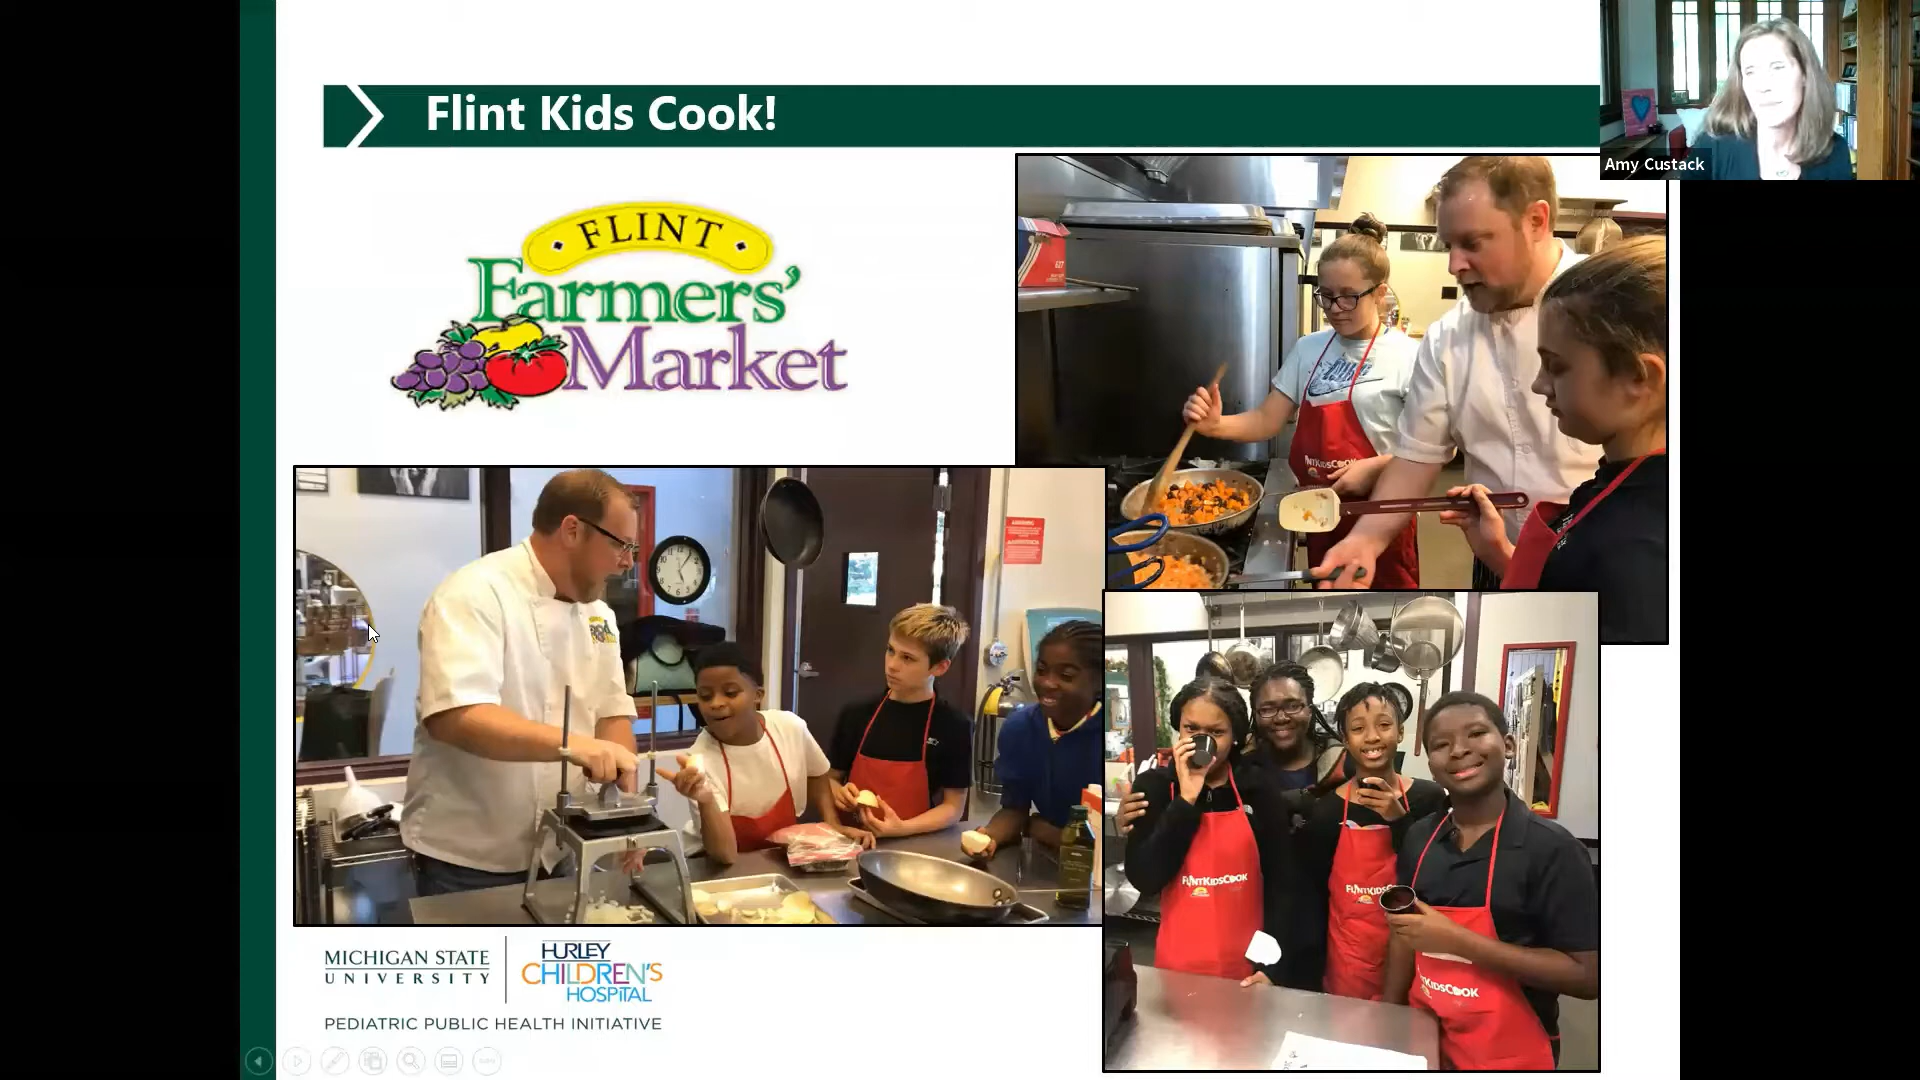 Flint Kids Cook!
Amy Custack
FLINT
Farmers'
Market
627
FLINTKIDSCOOK
MICHIGAN STATE
UNIVERSITY
HURLEY
CHILDREN'S
HOSPITAL
PEDIATRIC PUBLIC HEALTH INITIATIVE